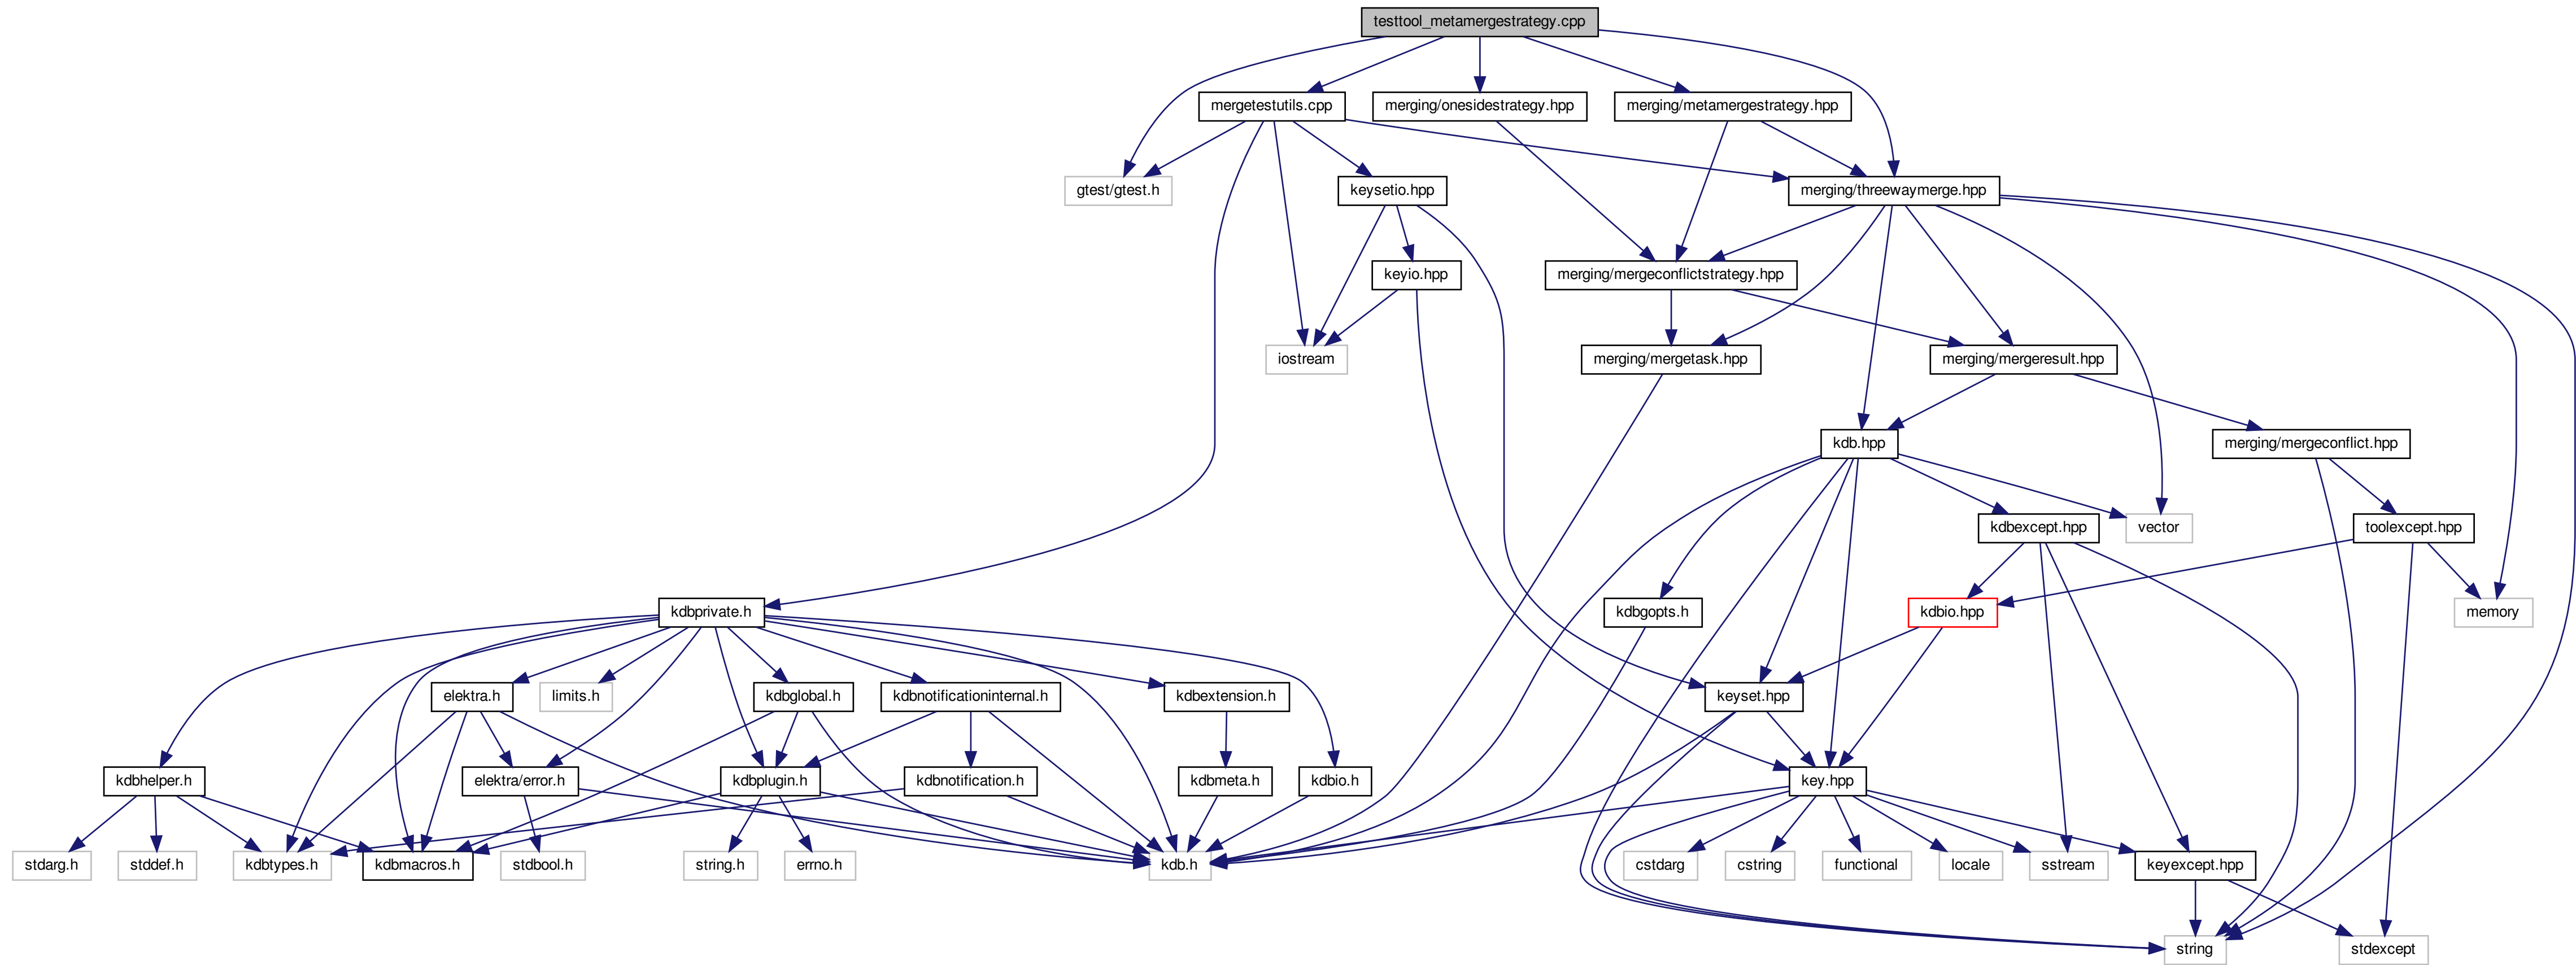 testtool_metamergestrategy.cpp
mergetestutils.cpp
merging/onesidestrategy.hpp
merging/metamergestrategy.hpp
gtest/gtest.h
keysetio.hpp
merging/threewaymerge.hpp
keyio.hpp
merging/mergeconflictstrategy.hpp
iostream
merging/mergetask.hpp
merging/mergeresult.hpp
kdb.hpp
merging/mergeconflict.hpp
kdbexcept.hpp
vector
toolexcept.hpp
kdbprivate.h
kdbgopts.h
kdbio.hpp
memory
elektra.h
limits.h
kdbglobal.h
kdbnotificationinternal.h
kdbextension.h
keyset.hpp
kdbhelper.h
elektra/error.h
kdbplugin.h
kdbnotification.h
kdbmeta.h
kdbio.h
key.hpp
stdarg.h
stddef.h
kdbtypes.h
kdbmacros.h
stdbool.h
string.h
errno.h
kdb.h
cstdarg
cstring
functional
locale
sstream
keyexcept.hpp
string
stdexcept